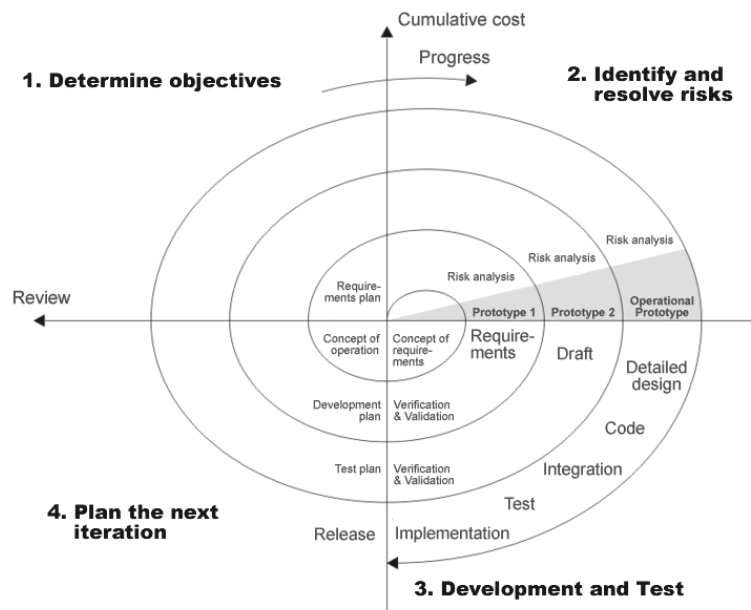 Cumulative cost
Progress
1. Determine objectives
2. Identify and
resolve risks
Risk analysis
Risk analysis
Risk analysis
Require-
ments plan
Review
Prototype 1
Prototype 2
Operational
Prototype
Concept of
operation
Concept of
require-
ments
Require-
ments
Draft
Detailed
design
Development
plan
Verification
& Validation
Code
Test plan
Verification
& Validation
Integration
Test
4. Plan the next
iteration
Release
Implementation
3. Development and Test